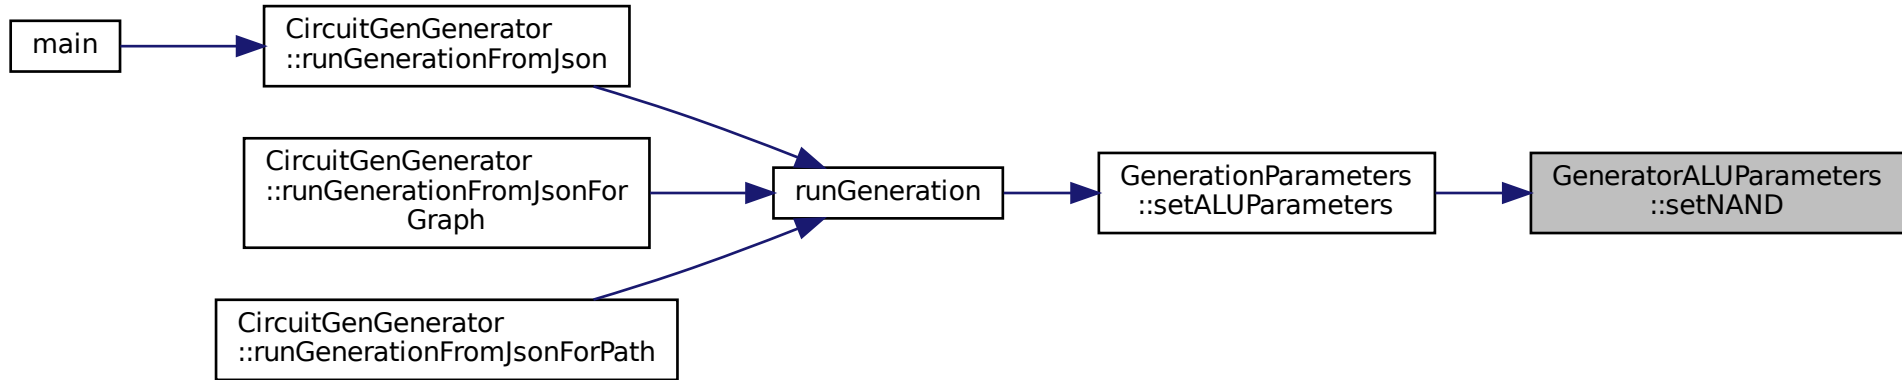 main
CircuitGenGenerator
::runGenerationFromJson
CircuitGenGenerator
::runGenerationFromJsonFor
Graph
CircuitGenGenerator
::runGenerationFromJsonForPath
runGeneration
GenerationParameters
::setALUParameters
GeneratorALUParameters
::setNAND